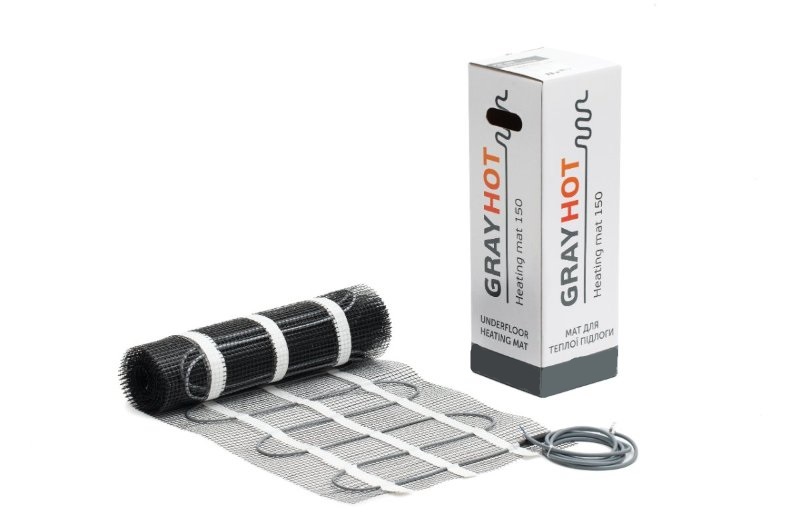 GRAYHOT
Heating mat 150
UNDERFLOOR
HEATING MAT
GRAYHOT
Heating mat 150
МАТ ДЛЯ
ТЕПЛОЇ ПІДЛОГИ